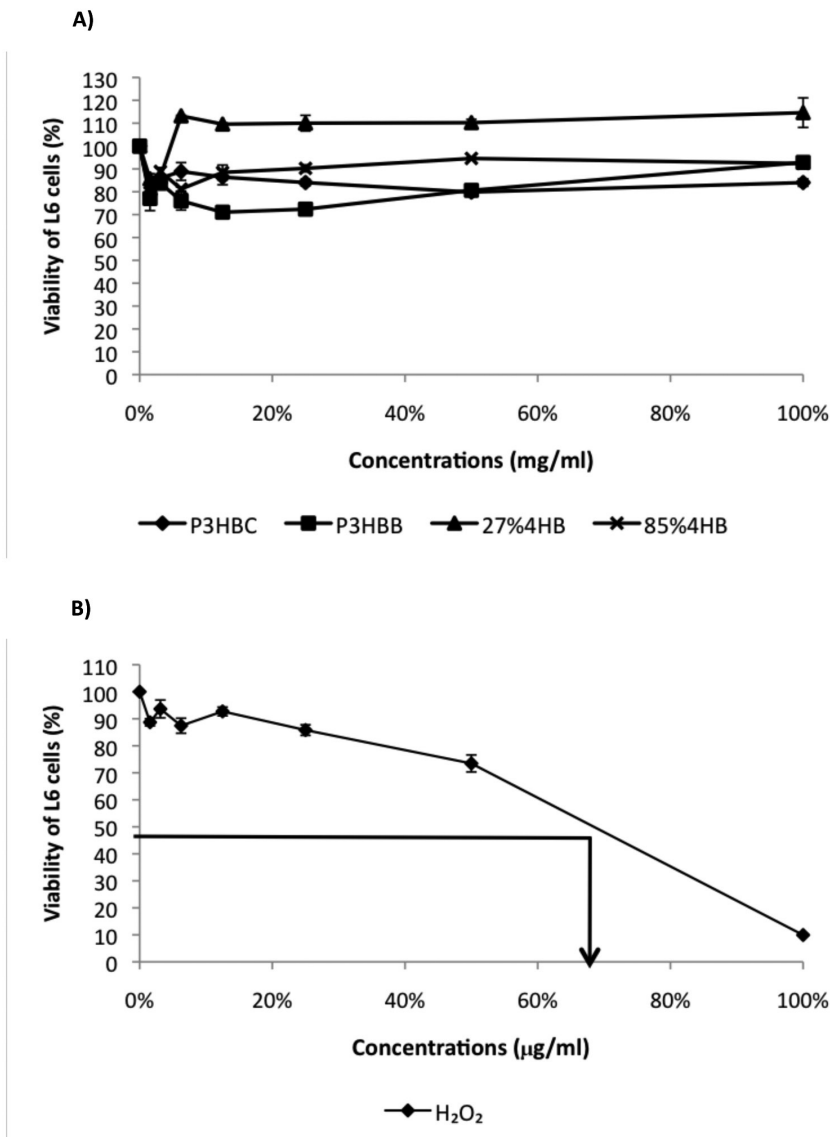 A)
130
120
110
100
90
80
70
60
50
40
30
20
10
0
Viability of L6 cells (%)
0% 20% 40% 60% 80% 100%
Concentrations (mg/ml)
P3HBC P3HBB 27%4HB 85%4HB
B)
110
100
90
80
70
60
50
40
30
20
10
0
Viability of L6 cells (%)
0% 20% 40% 60% 80% 100%
Concentrations (µg/ml)
H₂O₂